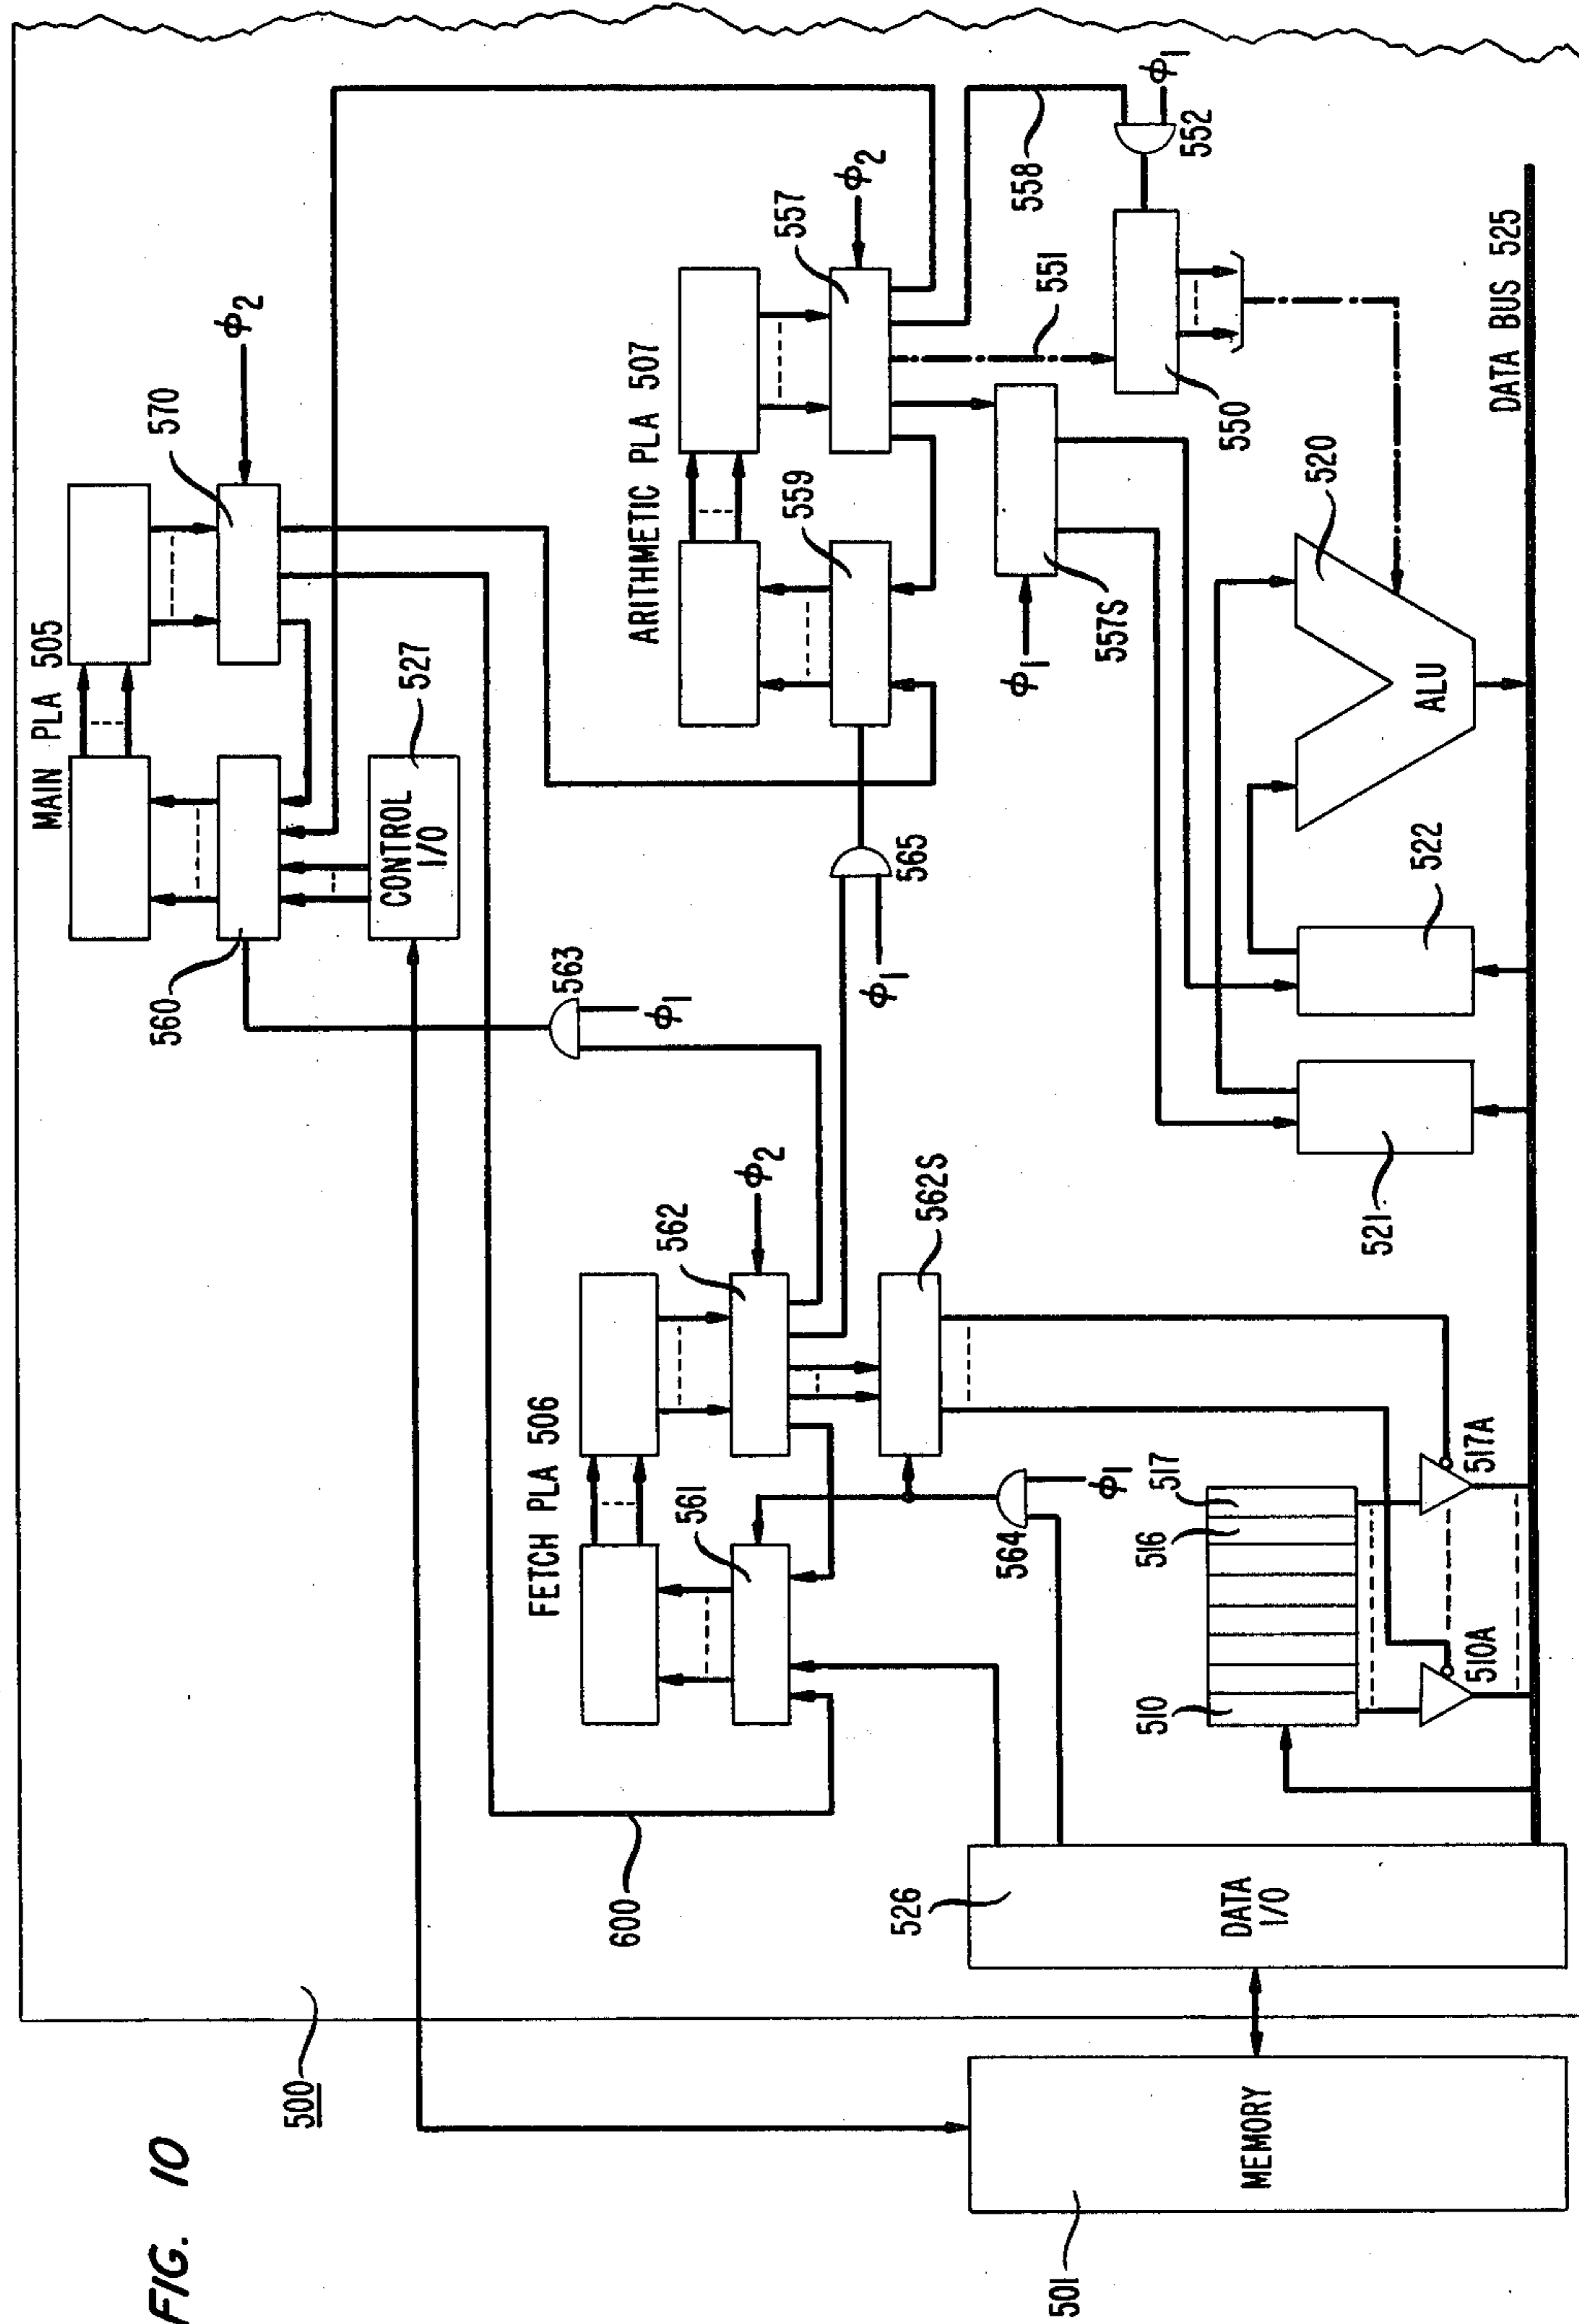 FIG. 10
500
MAIN PLA 505
570
ϕ2
560
CONTROL
I/O
527
563
ϕ1
600
FETCH PLA 506
561
562
ϕ2
562S
564
ϕ1
ARITHMETIC PLA 507
559
557
ϕ2
565
ϕ1
557S
ϕ1
551
558
552
ϕ1
550
501
MEMORY
526
DATA
I/O
510
516
517
510A
517A
521
522
ALU
520
DATA BUS 525